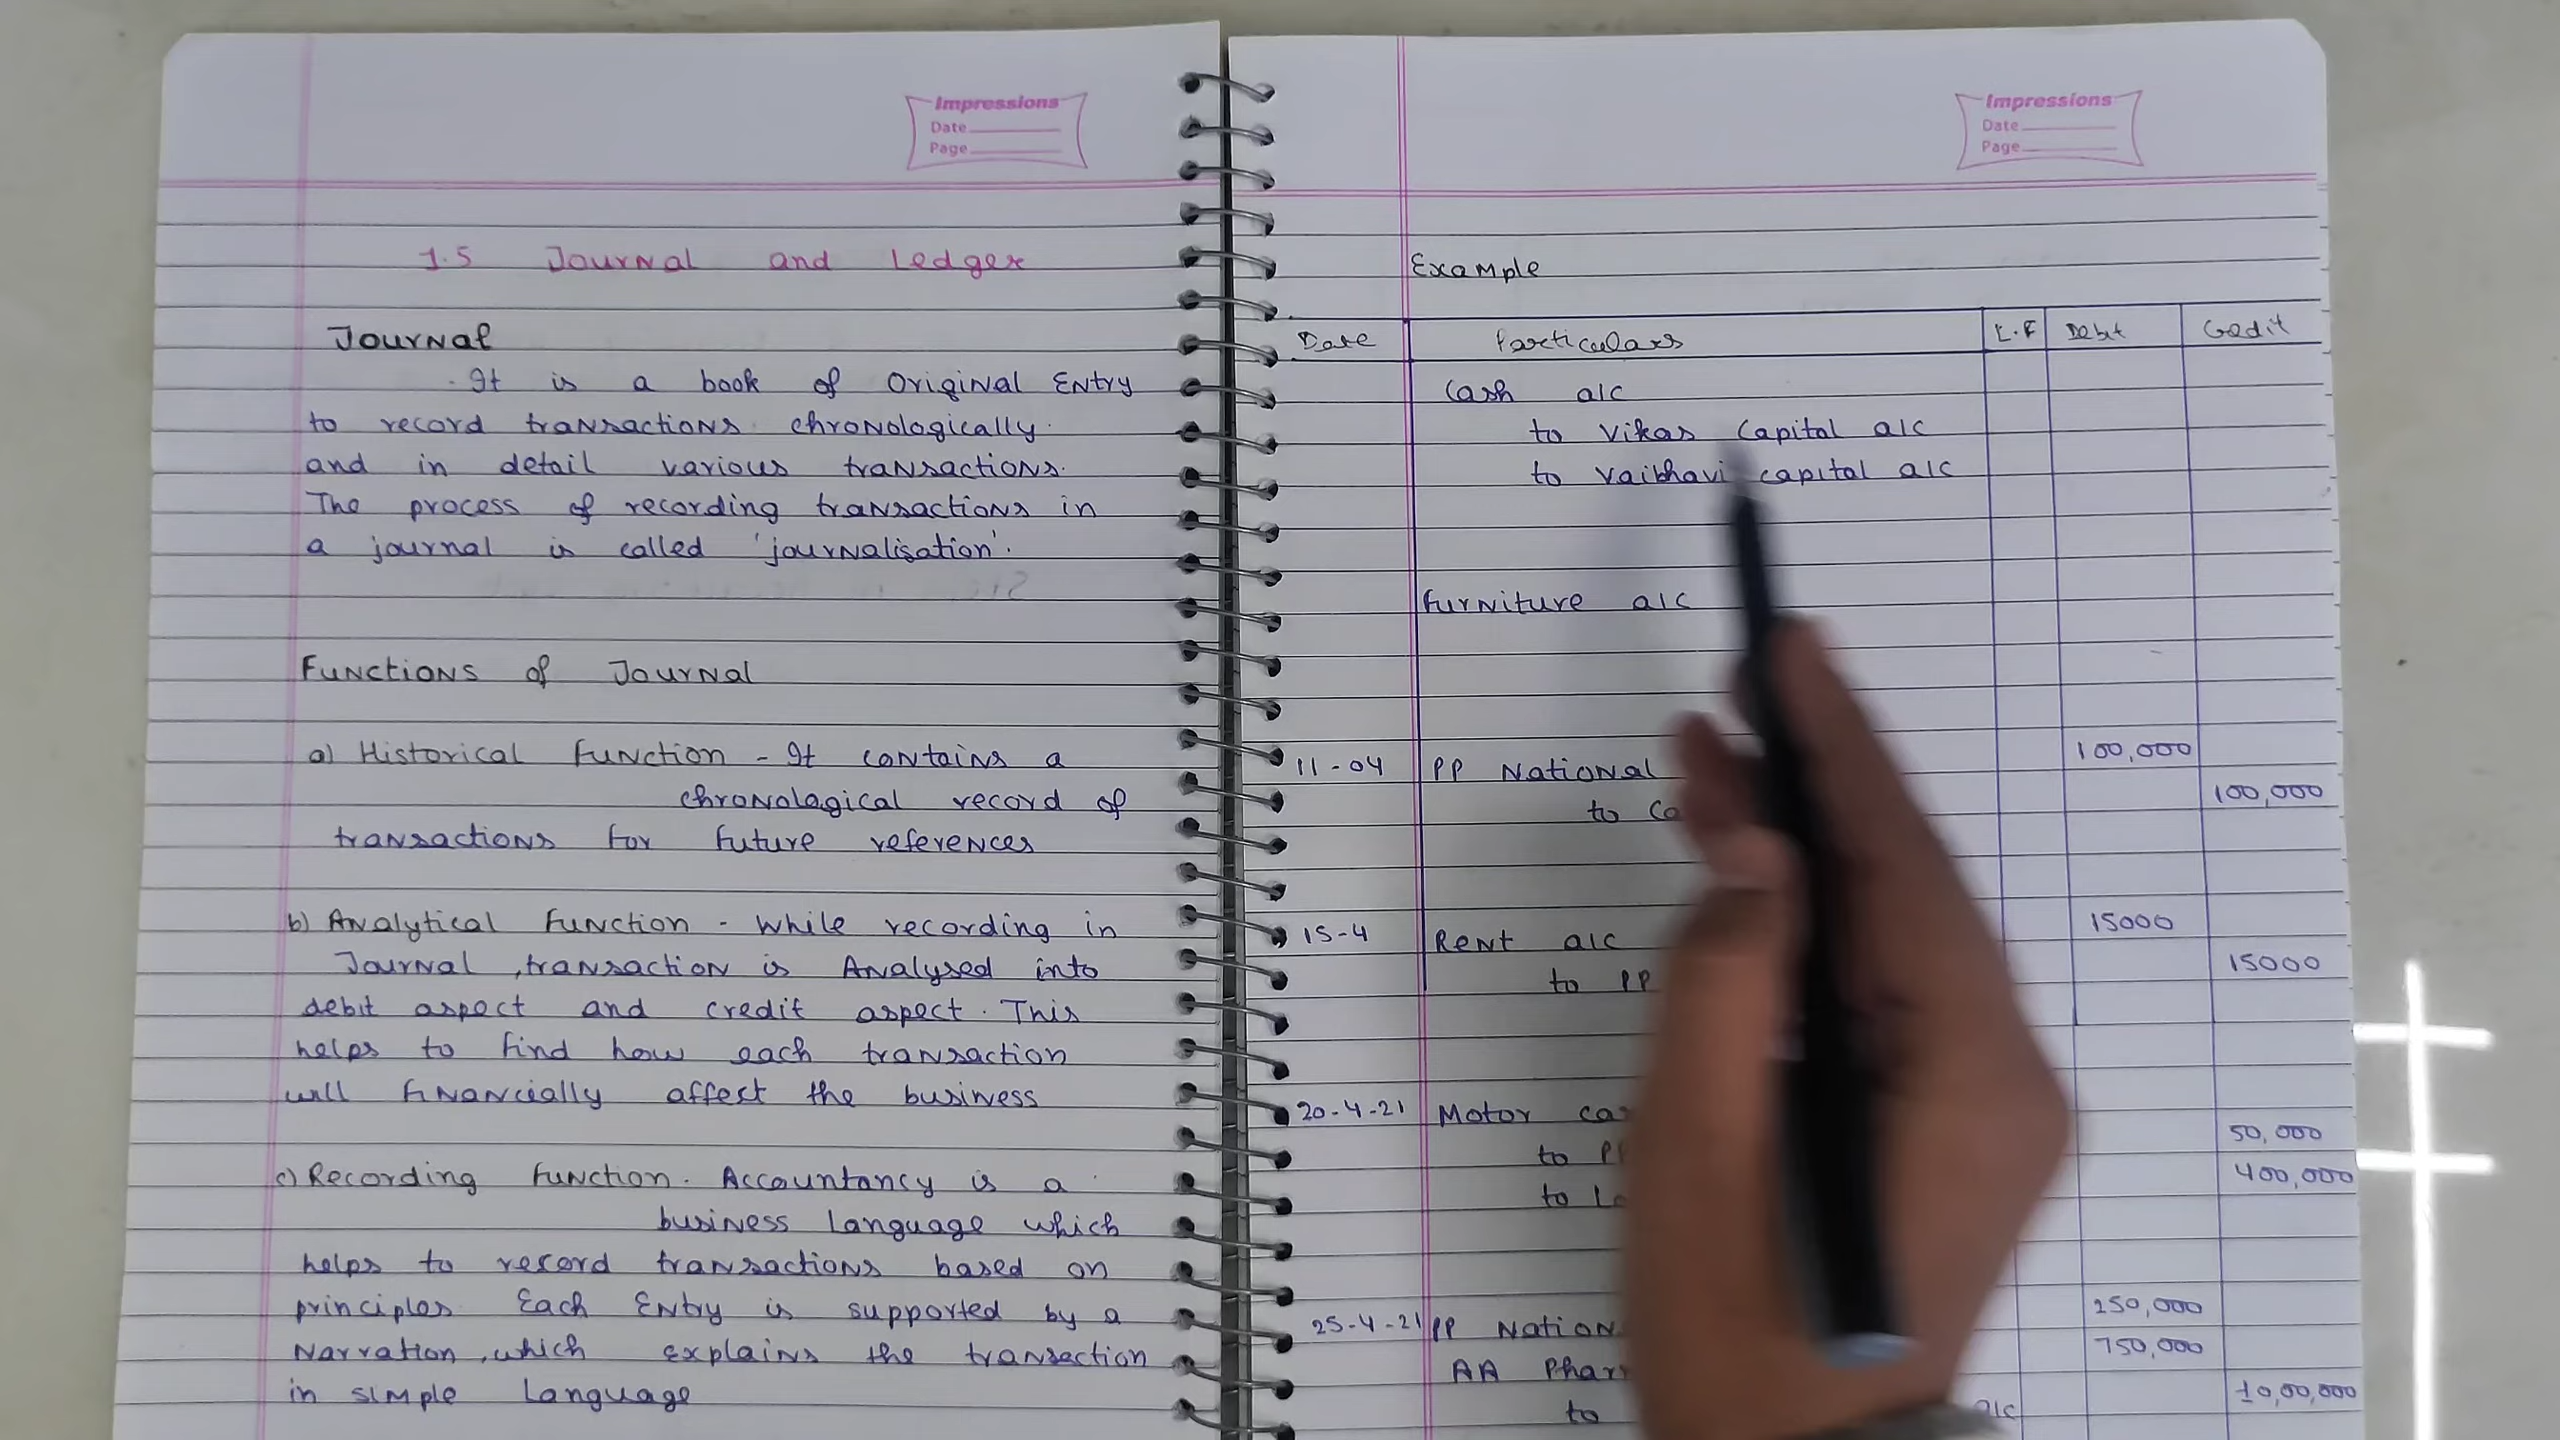 Impressions
Date
Page
1.5 Journal and Ledger
Journal
It is a book of Original Entry
to record transactions chronologically
and in detail various transactions.
The process of recording transactions in
a journal is called 'journalisation'.
Functions of Journal
a) Historical Function - It contains a
chronological record of
transactions for future references
b) Analytical Function - While recording in
Journal, transaction is Analysed into
debit aspect and credit aspect. This
helps to find how each transaction
will financially affect the business
c) Recording Function. Accountancy is a
business Language which
helps to record transactions based on
principles Each Entry is supported by a
Narration, which explains the transection
in simple Language
Impressions
Date
Page
Example
Date Particulars L.F Debit Credit
Cash a/c
to Vikas Capital a/c
to Vaibhavi capital a/c
Furniture a/c
11-04 PP National 100,000
to 100,000
15-4 Rent a/c 15000
to PP 15000
20-4-21 Motor
to 50,000
to 400,000
250,000
25-4-21 PP 750,000
AA
to a/c 10,00,000